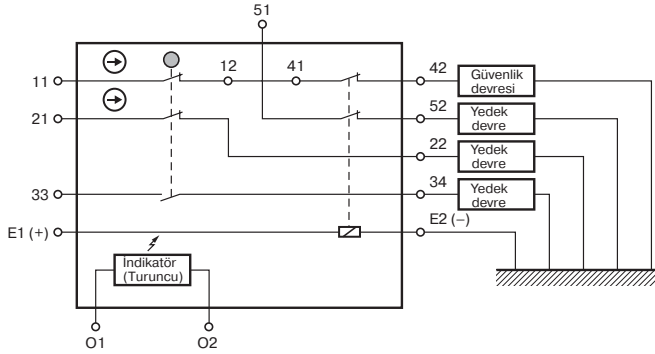 51
11
12
41
42
Güvenlik
devresi
21
52
Yedek
devre
22
Yedek
devre
33
34
Yedek
devre
E1 (+)
E2 (−)
İndikatör
(Turuncu)
O1
O2